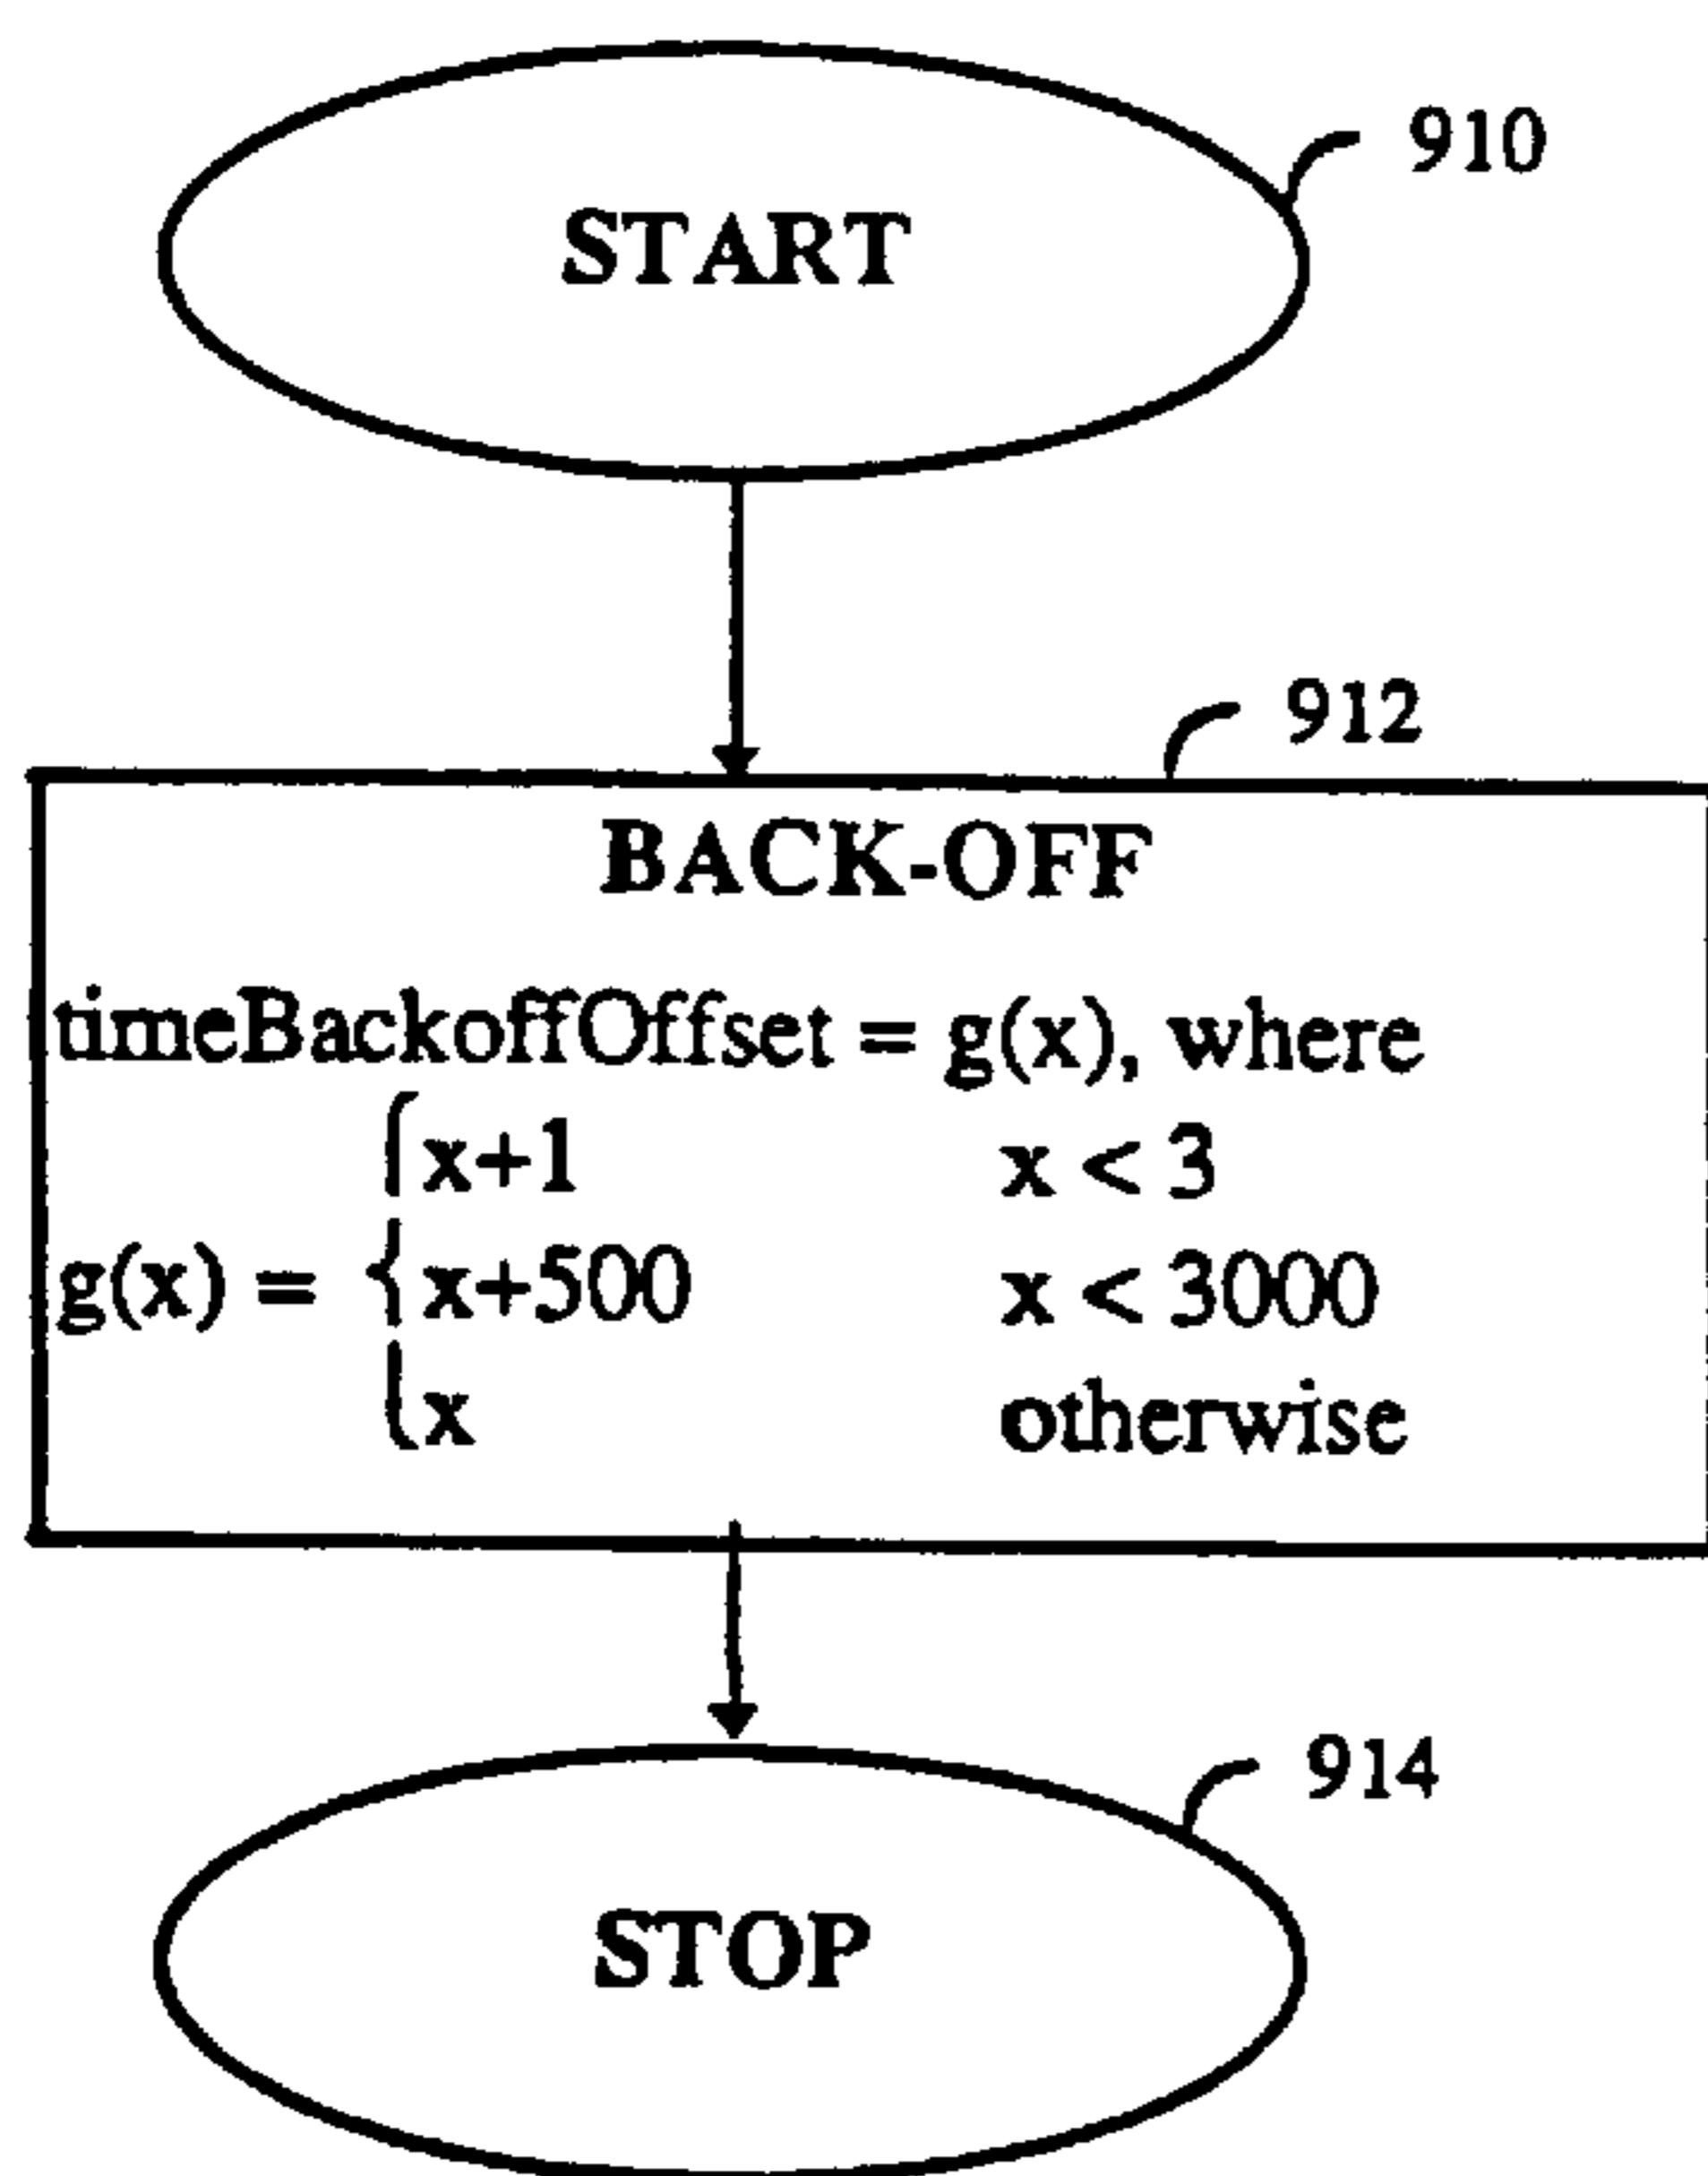 START
910
912
BACK-OFF
timeBackoffOffset = g(x), where
x+1 x < 3
g(x) = { x+500 x < 3000
x otherwise
914
STOP